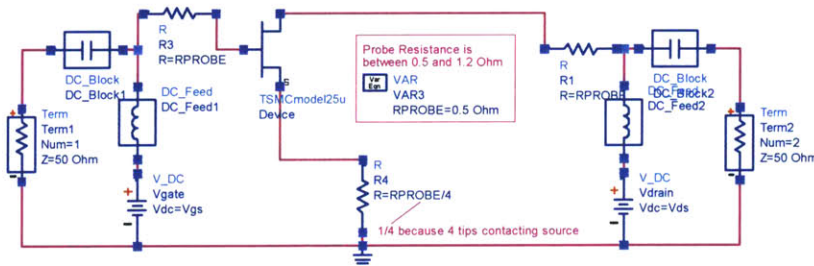 R
R3
R=RPROBE
DC_Block
DC_Block1
DC_Feed
DC_Feed1
Term
Term1
Num=1
Z=50 Ohm
V_DC
Vgate
Vdc=Vgs
TSMCmodel25u
Device
S
Probe Resistance is
between 0.5 and 1.2 Ohm
Var
Eqn
VAR
VAR3
RPROBE=0.5 Ohm
R
R4
R=RPROBE/4
1/4 because 4 tips contacting source
R
R1
R=RPROBE
DC_Block
DC_Block2
DC_Feed
DC_Feed2
Term
Term2
Num=2
Z=50 Ohm
V_DC
Vdrain
Vdc=Vds